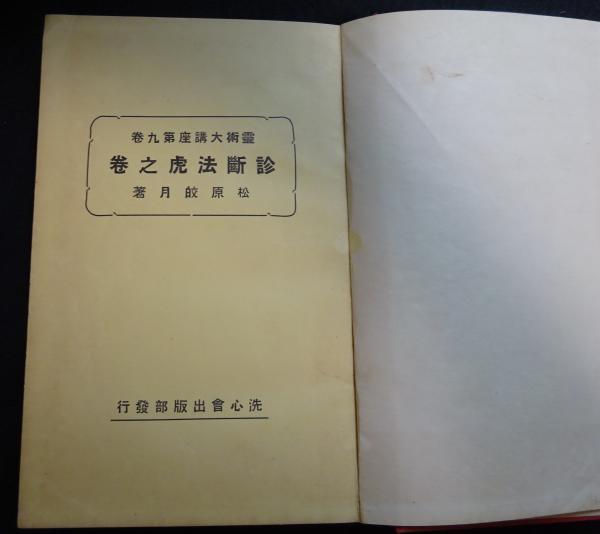 靈術大講座第九卷
診斷法虎之卷
松原皎月著
洗心會出版部發行